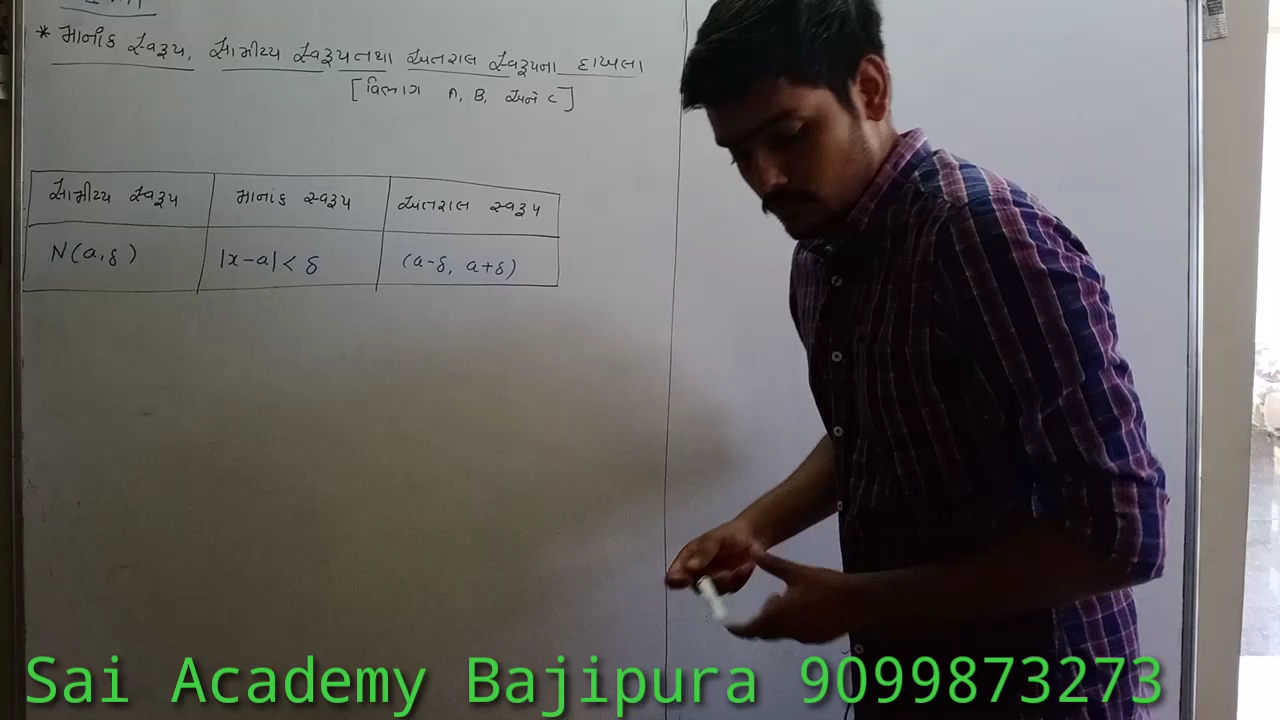 * માનાંક સ્વરૂપ, સામીપ્ય સ્વરૂપ તથા અંતરાલ સ્વરૂપના દાખલા
[વિભાગ A, B, અને C]
સામીપ્ય સ્વરૂપ માનાંક સ્વરૂપ અંતરાલ સ્વરૂપ
N(a,δ) |x-a| < δ (a-δ, a+δ)
Sai Academy Bajipura 9099873273